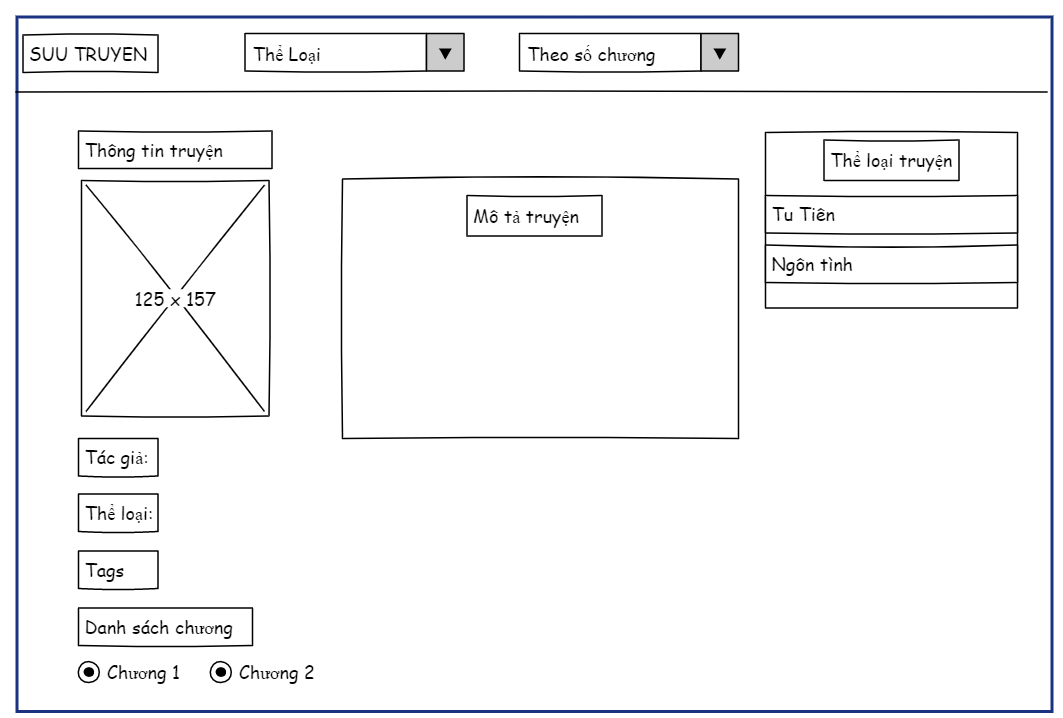 SUU TRUYEN
Thể Loại
Theo số chương
Thông tin truyện
125 x 157
Tác giả:
Thể loại:
Tags
Danh sách chương
Chương 1
Chương 2
Mô tả truyện
Thể loại truyện
Tu Tiên
Ngôn tình